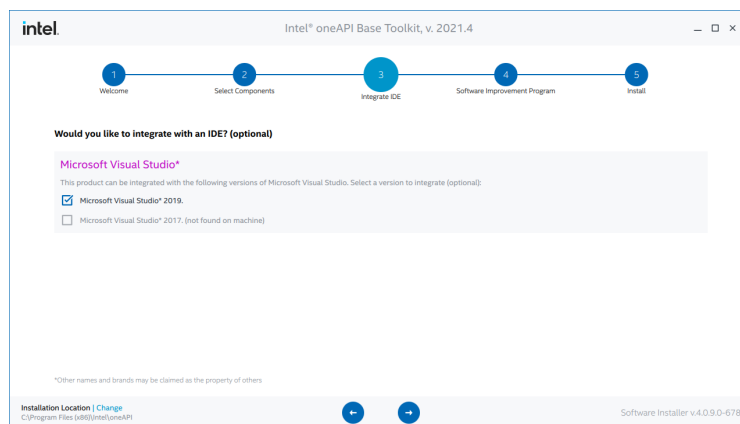 intel.
Intel® oneAPI Base Toolkit, v. 2021.4
1 2 3 4 5
Welcome Select Components Integrate IDE Software Improvement Program Install
Would you like to integrate with an IDE? (optional)
Microsoft Visual Studio*
This product can be integrated with the following versions of Microsoft Visual Studio. Select a version to integrate (optional):
Microsoft Visual Studio* 2019.
Microsoft Visual Studio* 2017. (not found on machine)
*Other names and brands may be claimed as the property of others
Installation Location | Change
C:\Program Files (x86)\Intel\oneAPI
Software Installer v.4.0.9.0-678